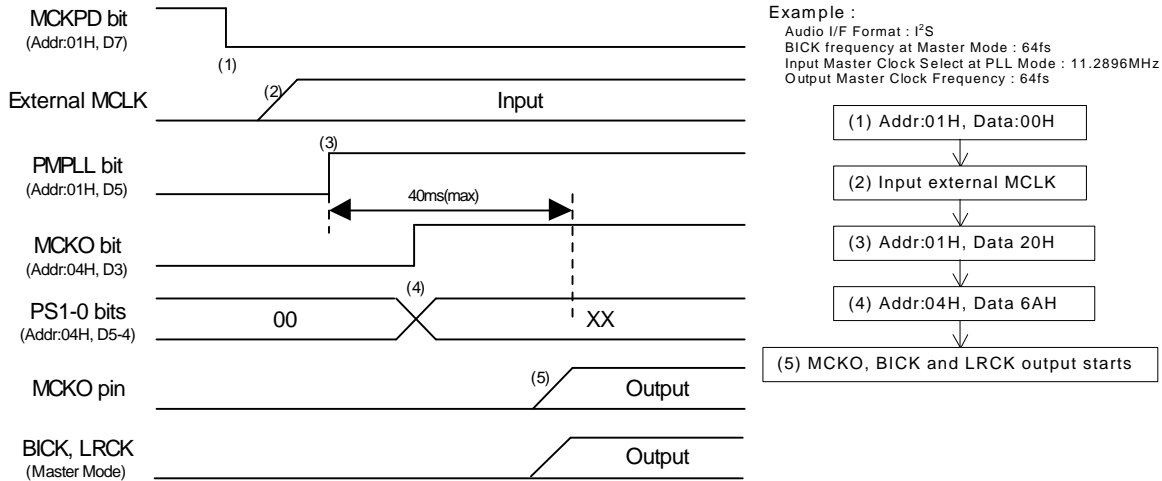 MCKPD bit
(Addr:01H, D7)
(1)
External MCLK
(2)
Input
(3)
PMPLL bit
(Addr:01H, D5)
40ms(max)
MCKO bit
(Addr:04H, D3)
(4)
PS1-0 bits
(Addr:04H, D5-4)
00
XX
(5)
MCKO pin
Output
BICK, LRCK
(Master Mode)
Output
Example :
Audio I/F Format : I²S
BICK frequency at Master Mode : 64fs
Input Master Clock Select at PLL Mode : 11.2896MHz
Output Master Clock Frequency : 64fs
(1) Addr:01H, Data:00H
(2) Input external MCLK
(3) Addr:01H, Data 20H
(4) Addr:04H, Data 6AH
(5) MCKO, BICK and LRCK output starts